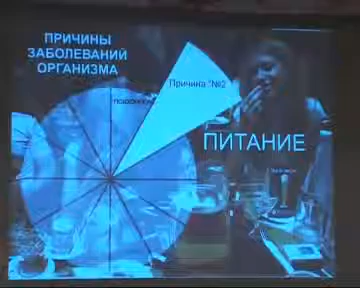 ПРИЧИНЫ
ЗАБОЛЕВАНИЙ
ОРГАНИЗМА
Причина "№2
ПИТАНИЕ